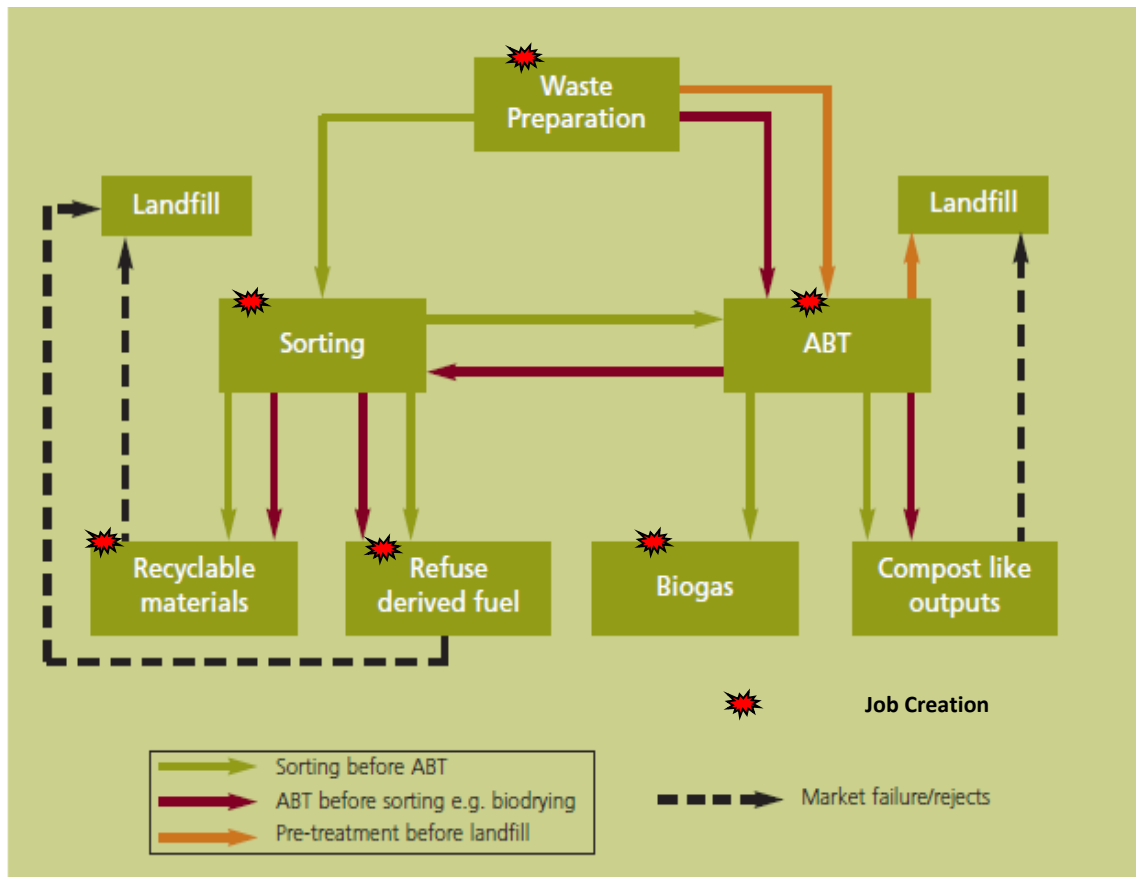 Waste
Preparation
Landfill
Landfill
Sorting
ABT
Recyclable
materials
Refuse
derived fuel
Biogas
Compost like
outputs
Job Creation
Sorting before ABT
ABT before sorting e.g. biodrying
Pre-treatment before landfill
Market failure/rejects